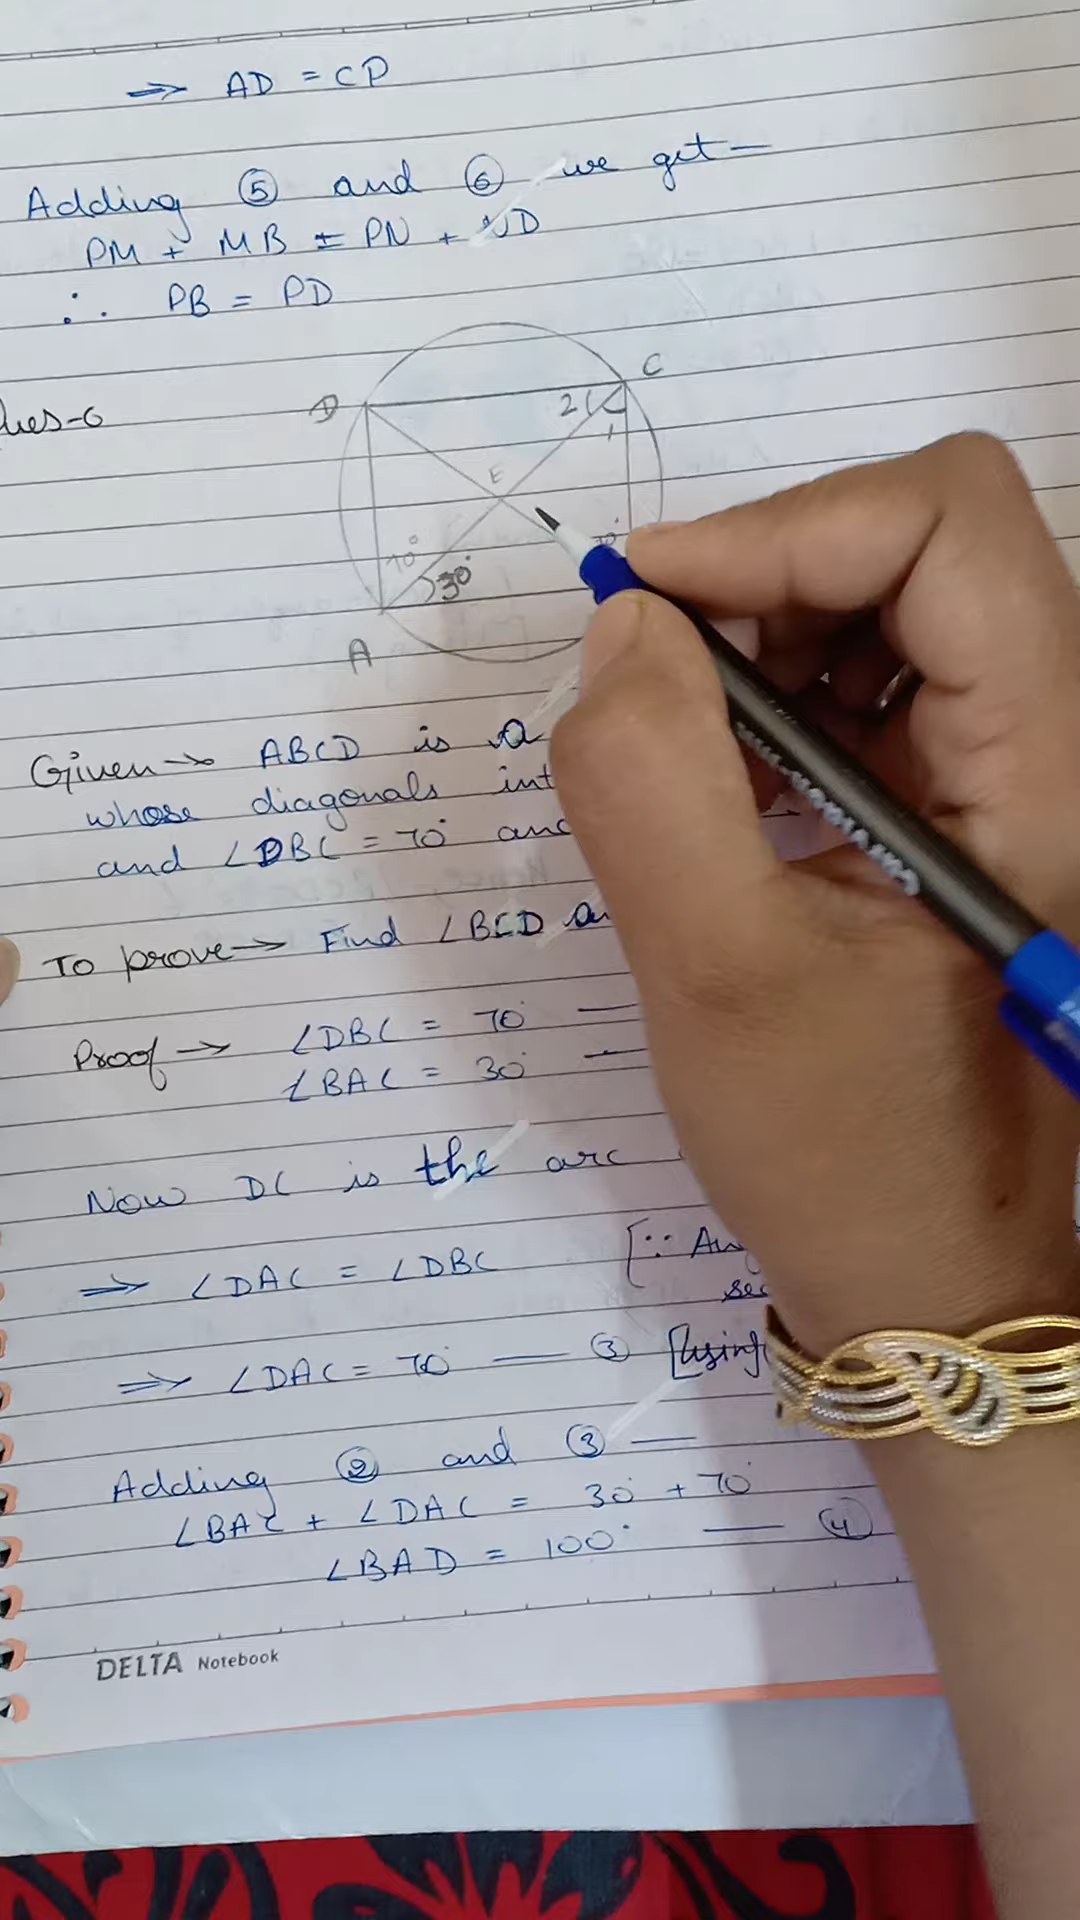 ⇒ AD = CP
Adding ⑤ and ⑥ we get —
PM + MB = PN + ND
∴ PB = PD
Ques-6
D C
2 1
E
70° 70°
30°
A
Given → ABCD is a
whose diagonals int
and ∠DBC = 70° and
To prove → Find ∠BCD
Proof → ∠DBC = 70° —
∠BAC = 30° —
Now DC is the arc
⇒ ∠DAC = ∠DBC [∵
⇒ ∠DAC = 70° — ③ [Using
Adding ② and ③ —
∠BAC + ∠DAC = 30° + 70°
∠BAD = 100° — ④
DELTA Notebook